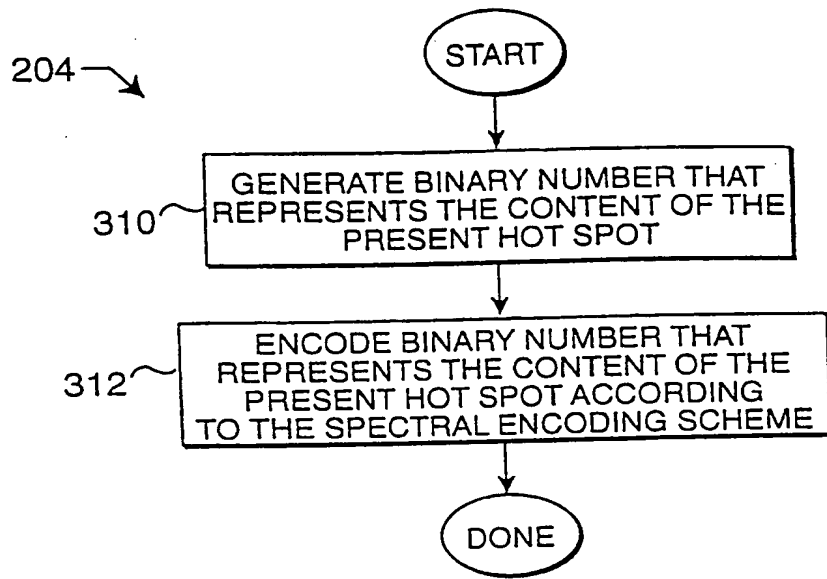 START
204
GENERATE BINARY NUMBER THAT
REPRESENTS THE CONTENT OF THE
PRESENT HOT SPOT
310
ENCODE BINARY NUMBER THAT
REPRESENTS THE CONTENT OF THE
PRESENT HOT SPOT ACCORDING
TO THE SPECTRAL ENCODING SCHEME
312
DONE